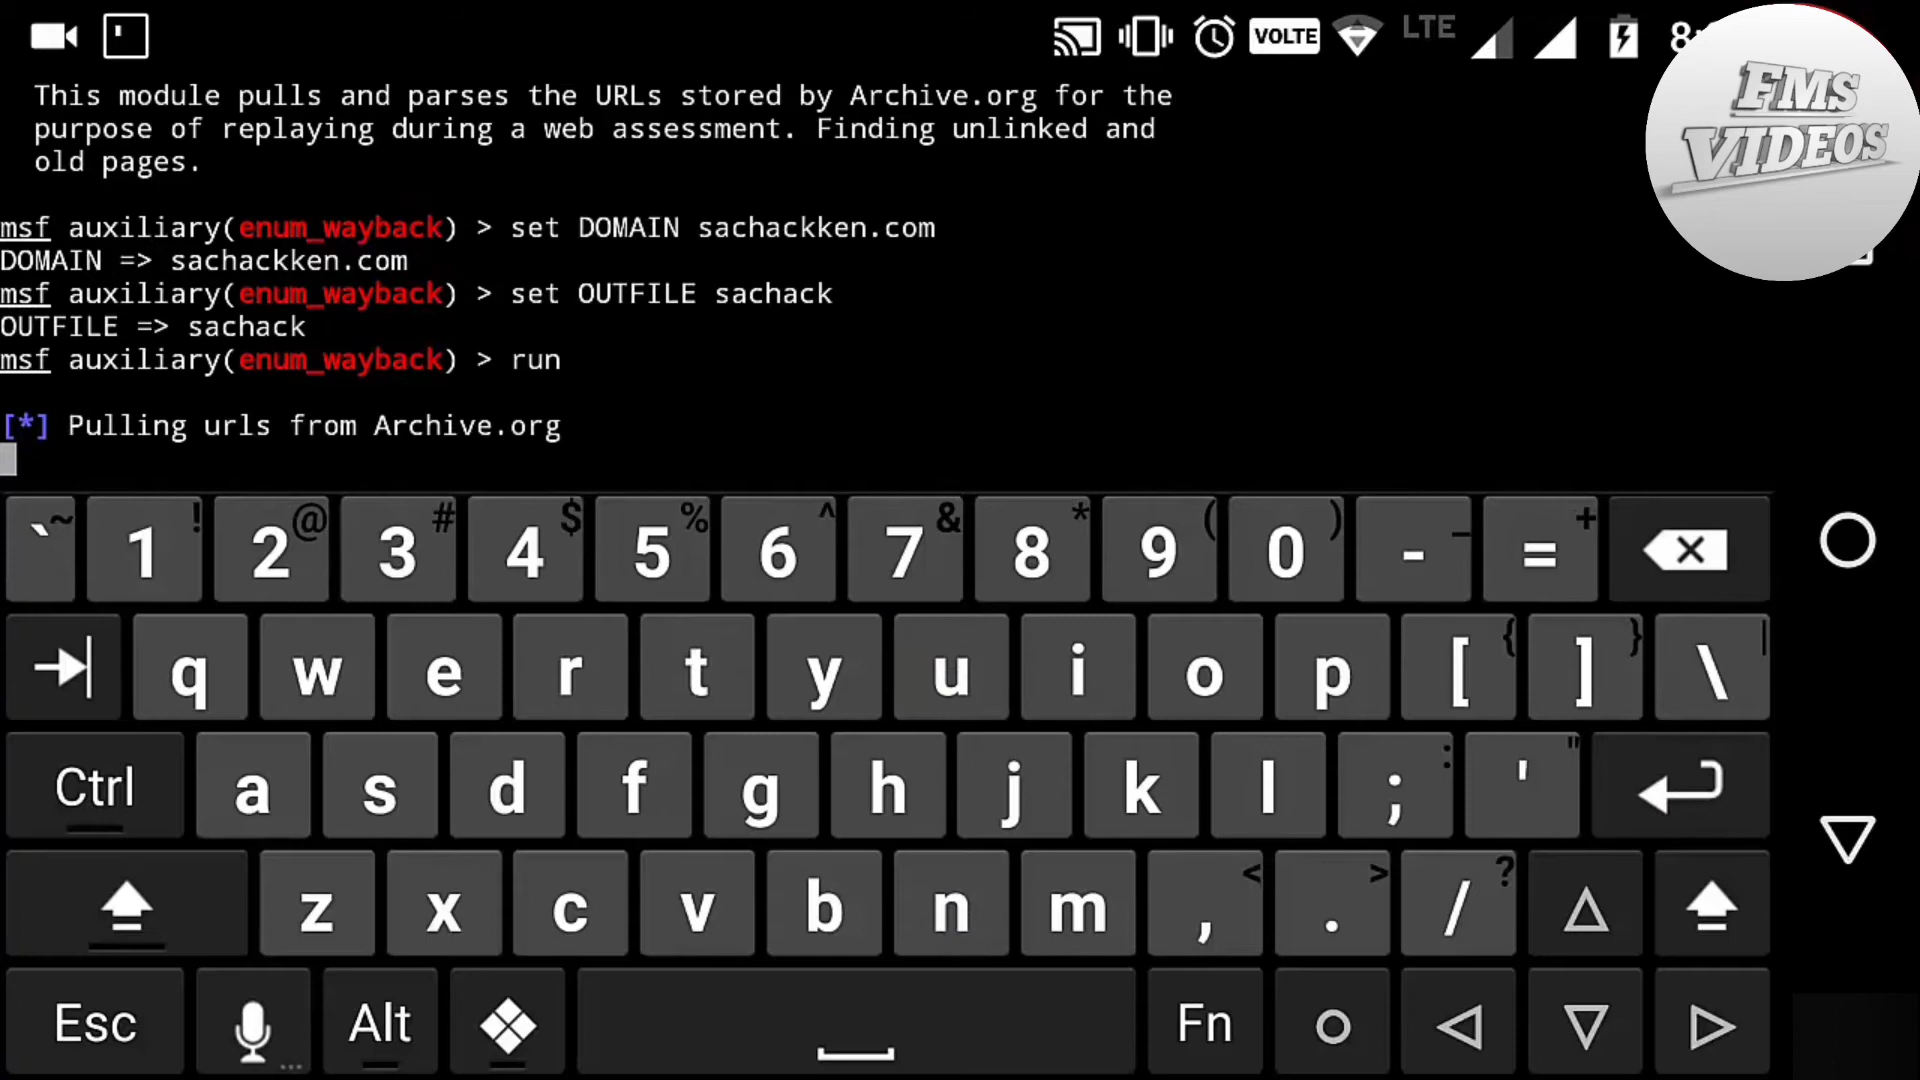 VOLTE LTE 8:
This module pulls and parses the URLs stored by Archive.org for the
purpose of replaying during a web assessment. Finding unlinked and
old pages.
FMS
VIDEOS
msf auxiliary(enum_wayback) > set DOMAIN sachackken.com
DOMAIN => sachackken.com
msf auxiliary(enum_wayback) > set OUTFILE sachack
OUTFILE => sachack
msf auxiliary(enum_wayback) > run
[*] Pulling urls from Archive.org
` ~ 1 ! 2 @ 3 # 4 $ 5 % 6 ^ 7 & 8 * 9 ( 0 ) - _ = +
q w e r t y u i o p [ { ] } \ |
Ctrl a s d f g h j k l ; : ' "
z x c v b n m , < . > / ?
Esc Alt Fn